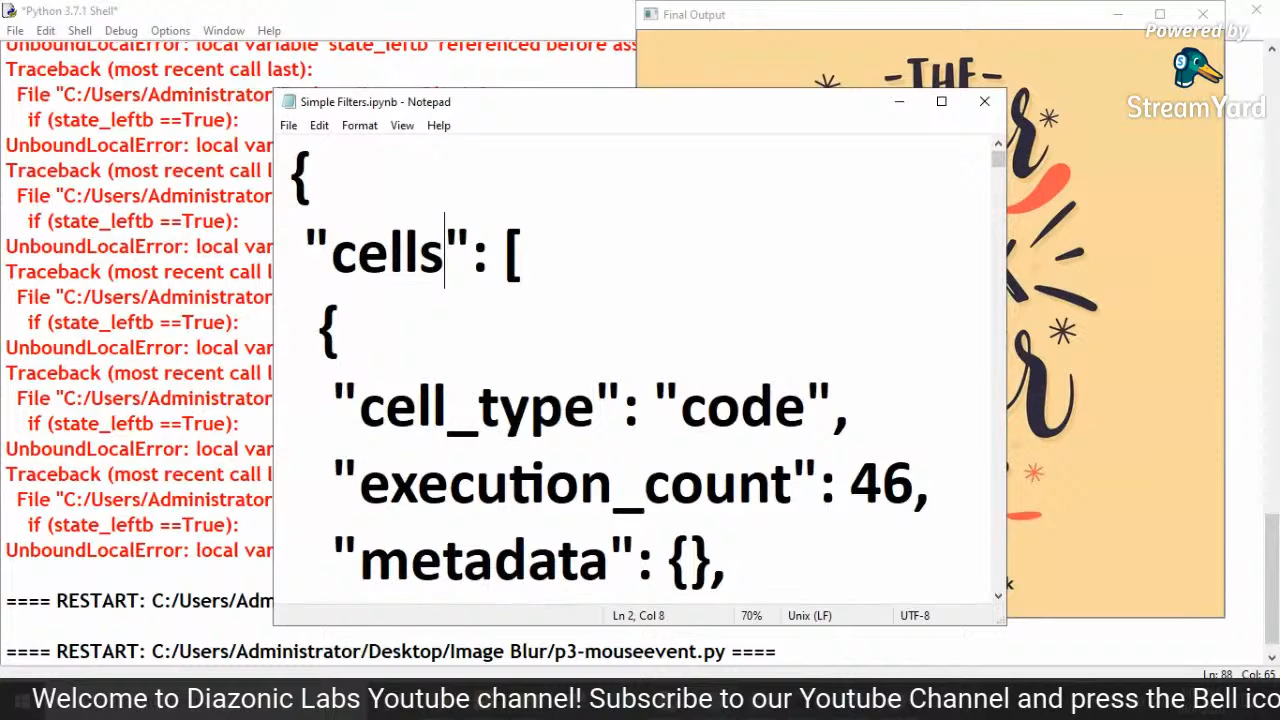 *Python 3.7.1 Shell*
File Edit Shell Debug Options Window Help
UnboundLocalError: local variable 'state_leftb' referenced before ass
Traceback (most recent call last):
File "C:/Users/Administrator
if (state_leftb ==True):
UnboundLocalError: local var
Traceback (most recent call l
File "C:/Users/Administrator
if (state_leftb ==True):
UnboundLocalError: local var
Traceback (most recent call l
File "C:/Users/Administrator
if (state_leftb ==True):
UnboundLocalError: local var
Traceback (most recent call l
File "C:/Users/Administrator
if (state_leftb ==True):
UnboundLocalError: local var
Traceback (most recent call l
File "C:/Users/Administrator
if (state_leftb ==True):
UnboundLocalError: local var
==== RESTART: C:/Users/Adm
==== RESTART: C:/Users/Administrator/Desktop/Image Blur/p3-mouseevent.py ====
Ln: 88 Col: 65
Simple Filters.ipynb - Notepad
File Edit Format View Help
{
"cells": [
{
"cell_type": "code",
"execution_count": 46,
"metadata": {},
Ln 2, Col 8 70% Unix (LF) UTF-8
Final Output
-THE-
Powered by
StreamYard
Welcome to Diazonic Labs Youtube channel! Subscribe to our Youtube Channel and press the Bell ico